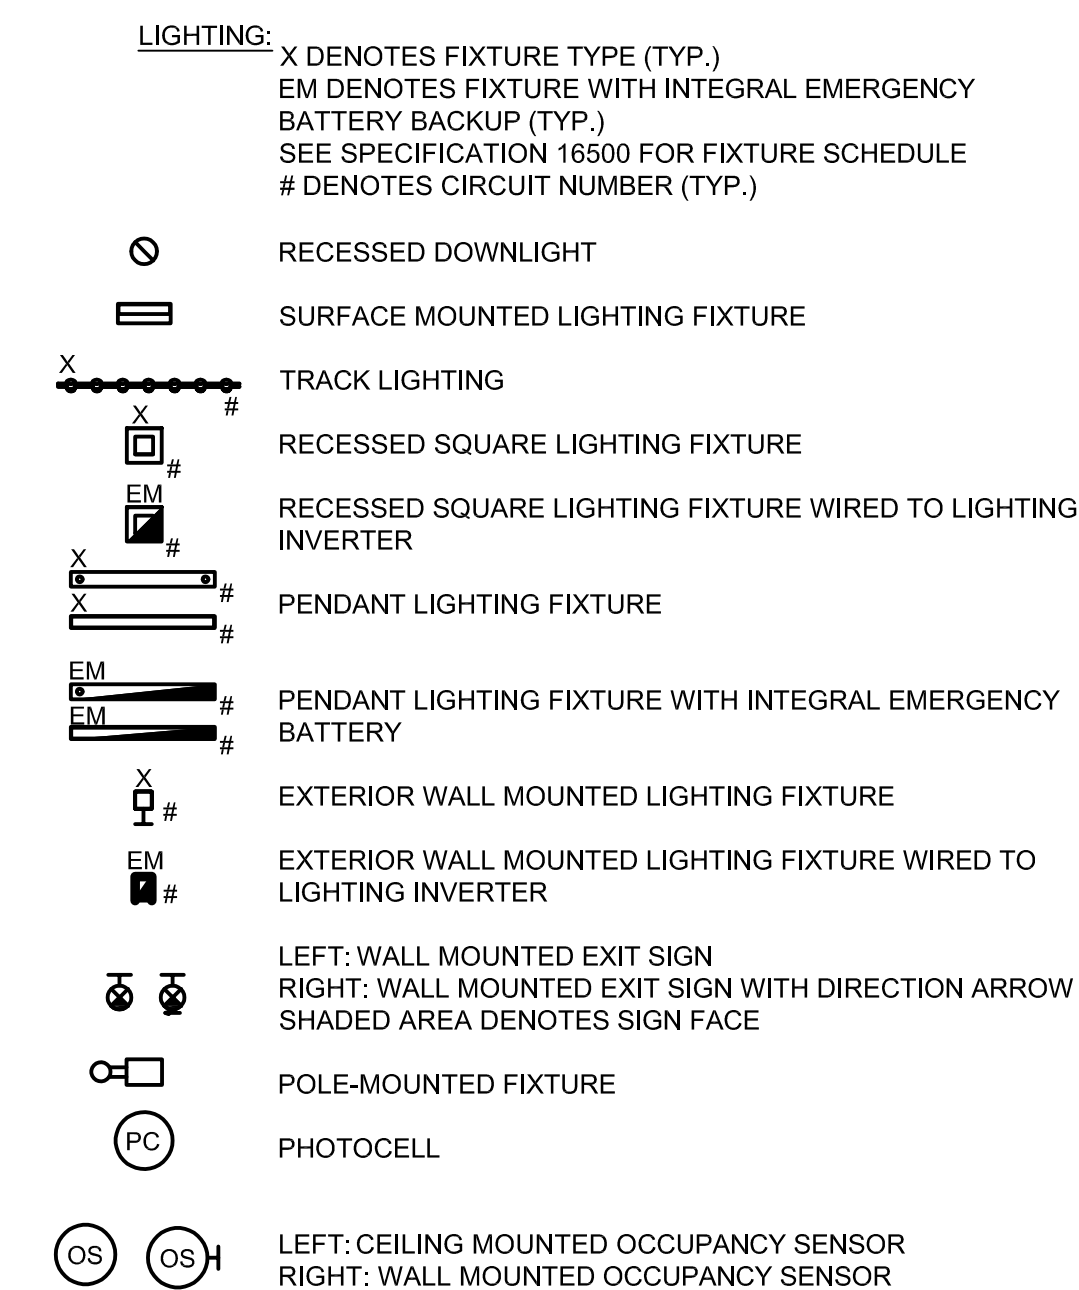 LIGHTING:
X DENOTES FIXTURE TYPE (TYP.)
EM DENOTES FIXTURE WITH INTEGRAL EMERGENCY
BATTERY BACKUP (TYP.)
SEE SPECIFICATION 16500 FOR FIXTURE SCHEDULE
# DENOTES CIRCUIT NUMBER (TYP.)
RECESSED DOWNLIGHT
SURFACE MOUNTED LIGHTING FIXTURE
X
TRACK LIGHTING
#
X
RECESSED SQUARE LIGHTING FIXTURE
#
EM
RECESSED SQUARE LIGHTING FIXTURE WIRED TO LIGHTING
INVERTER
#
X
#
X
PENDANT LIGHTING FIXTURE
#
EM
PENDANT LIGHTING FIXTURE WITH INTEGRAL EMERGENCY
#
EM
BATTERY
#
X
EXTERIOR WALL MOUNTED LIGHTING FIXTURE
#
EM
EXTERIOR WALL MOUNTED LIGHTING FIXTURE WIRED TO
LIGHTING INVERTER
#
LEFT: WALL MOUNTED EXIT SIGN
RIGHT: WALL MOUNTED EXIT SIGN WITH DIRECTION ARROW
SHADED AREA DENOTES SIGN FACE
POLE-MOUNTED FIXTURE
PC
PHOTOCELL
OS OS
LEFT: CEILING MOUNTED OCCUPANCY SENSOR
RIGHT: WALL MOUNTED OCCUPANCY SENSOR